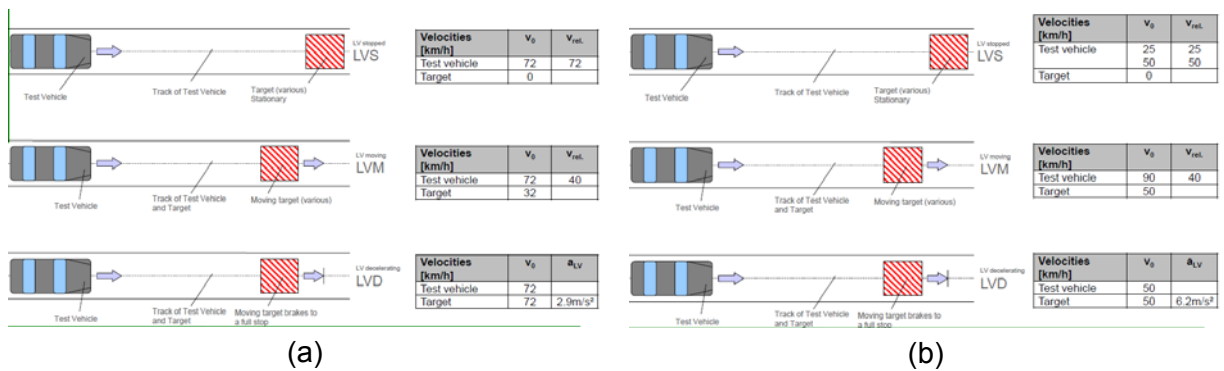 LV stopped
LVS
Test Vehicle
Track of Test Vehicle
Target (various)
Stationary
Velocities [km/h] v0 vrel.
Test vehicle 72 72
Target 0
LV moving
LVM
Test Vehicle
Track of Test Vehicle
and Target
Moving target (various)
Velocities [km/h] v0 vrel.
Test vehicle 72 40
Target 32
LV decelerating
LVD
Test Vehicle
Track of Test Vehicle
and Target
Moving target brakes to
a full stop
Velocities [km/h] v0 aLV
Test vehicle 72
Target 72 2.9m/s²
(a)
LV stopped
LVS
Test Vehicle
Track of Test Vehicle
Target (various)
Stationary
Velocities [km/h] v0 vrel.
Test vehicle 25 25
50 50
Target 0
LV moving
LVM
Test Vehicle
Track of Test Vehicle
and Target
Moving target (various)
Velocities [km/h] v0 vrel.
Test vehicle 90 40
Target 50
LV decelerating
LVD
Test Vehicle
Track of Test Vehicle
and Target
Moving target brakes to
a full stop
Velocities [km/h] v0 aLV
Test vehicle 50
Target 50 6.2m/s²
(b)